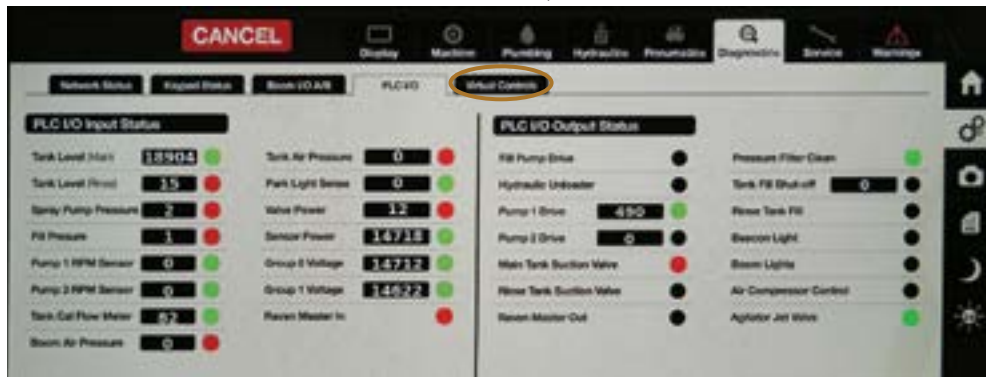 CANCEL
Display
Machine
Plumbing
Hydraulics
Pneumatics
Diagnostics
Service
Warnings
Network Status
Keypad Status
Boom I/O A/B
PLC I/O
Virtual Controls
PLC I/O Input Status
Tank Level (Main) 18904
Tank Level (Rinse) 15
Spray Pump Pressure 2
Fill Pressure 1
Pump 1 RPM Sensor 0
Pump 2 RPM Sensor 0
Tank Cal Flow Meter 82
Boom Air Pressure 0
Tank Air Pressure 0
Park Light Sense 0
Valve Power 12
Sensor Power 14718
Group 0 Voltage 14712
Group 1 Voltage 14622
Raven Master In
PLC I/O Output Status
Fill Pump Drive
Hydraulic Unloader
Pump 1 Drive 490
Pump 2 Drive 0
Main Tank Suction Valve
Rinse Tank Suction Valve
Raven Master Out
Pressure Filter Clean
Tank Fill Shut-off 0
Rinse Tank Fill
Beacon Light
Boom Lights
Air Compressor Control
Agitator Jet Valve